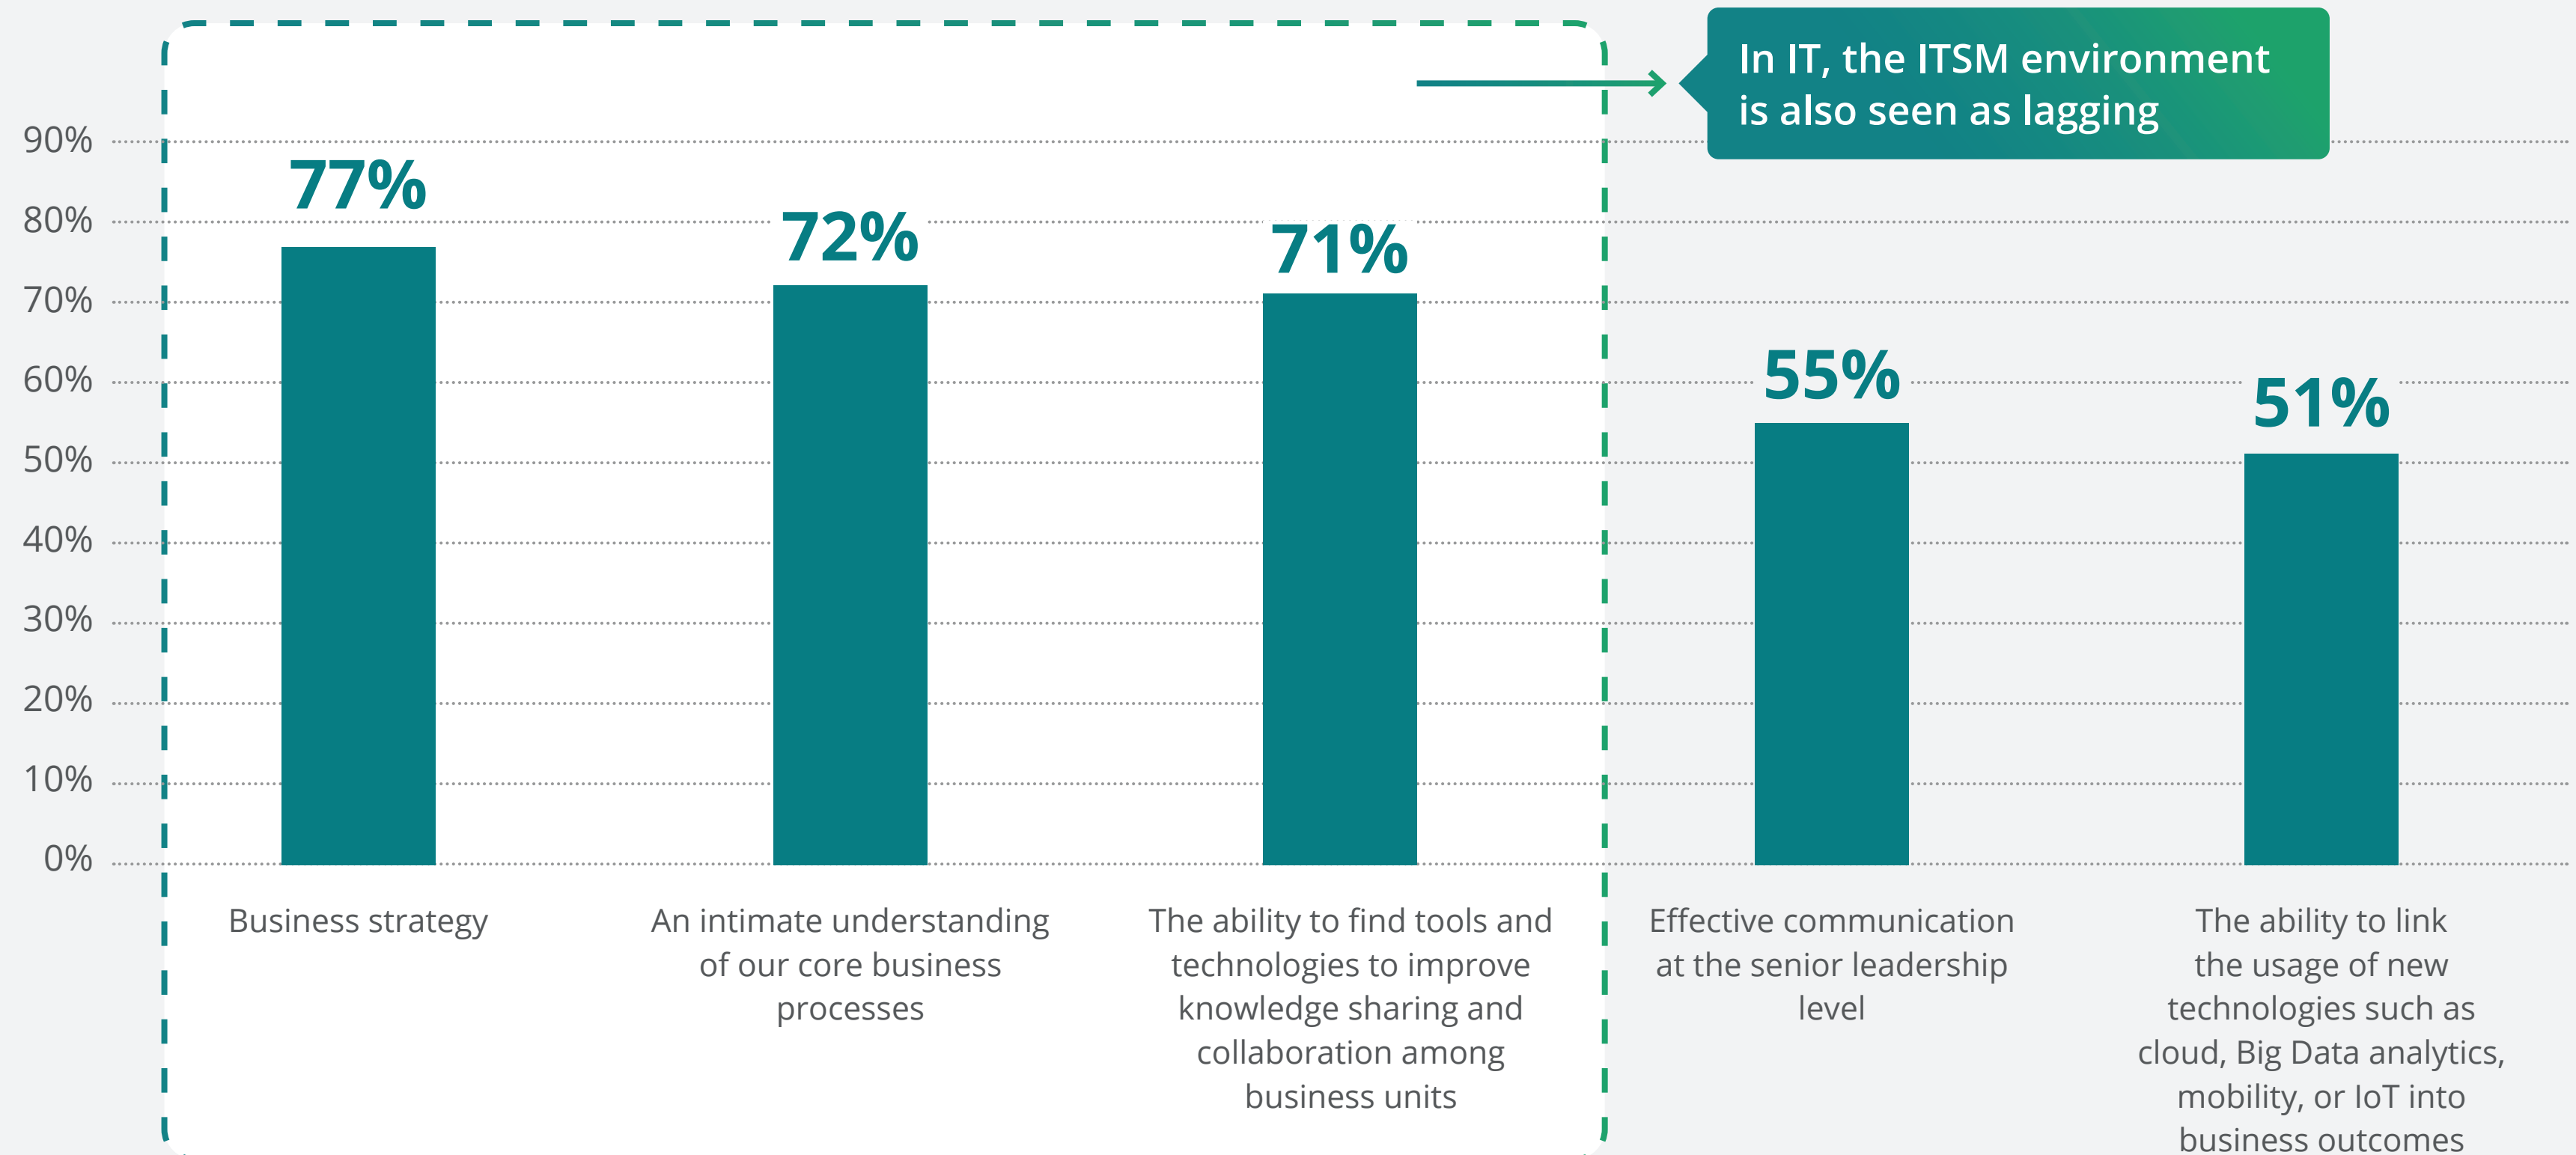 In IT, the ITSM environment
is also seen as lagging
90%
80%
70%
60%
50%
40%
30%
20%
10%
0%
77%
72%
71%
55%
51%
Business strategy
An intimate understanding
of our core business
processes
The ability to find tools and
technologies to improve
knowledge sharing and
collaboration among
business units
Effective communication
at the senior leadership
level
The ability to link
the usage of new
technologies such as
cloud, Big Data analytics,
mobility, or IoT into
business outcomes